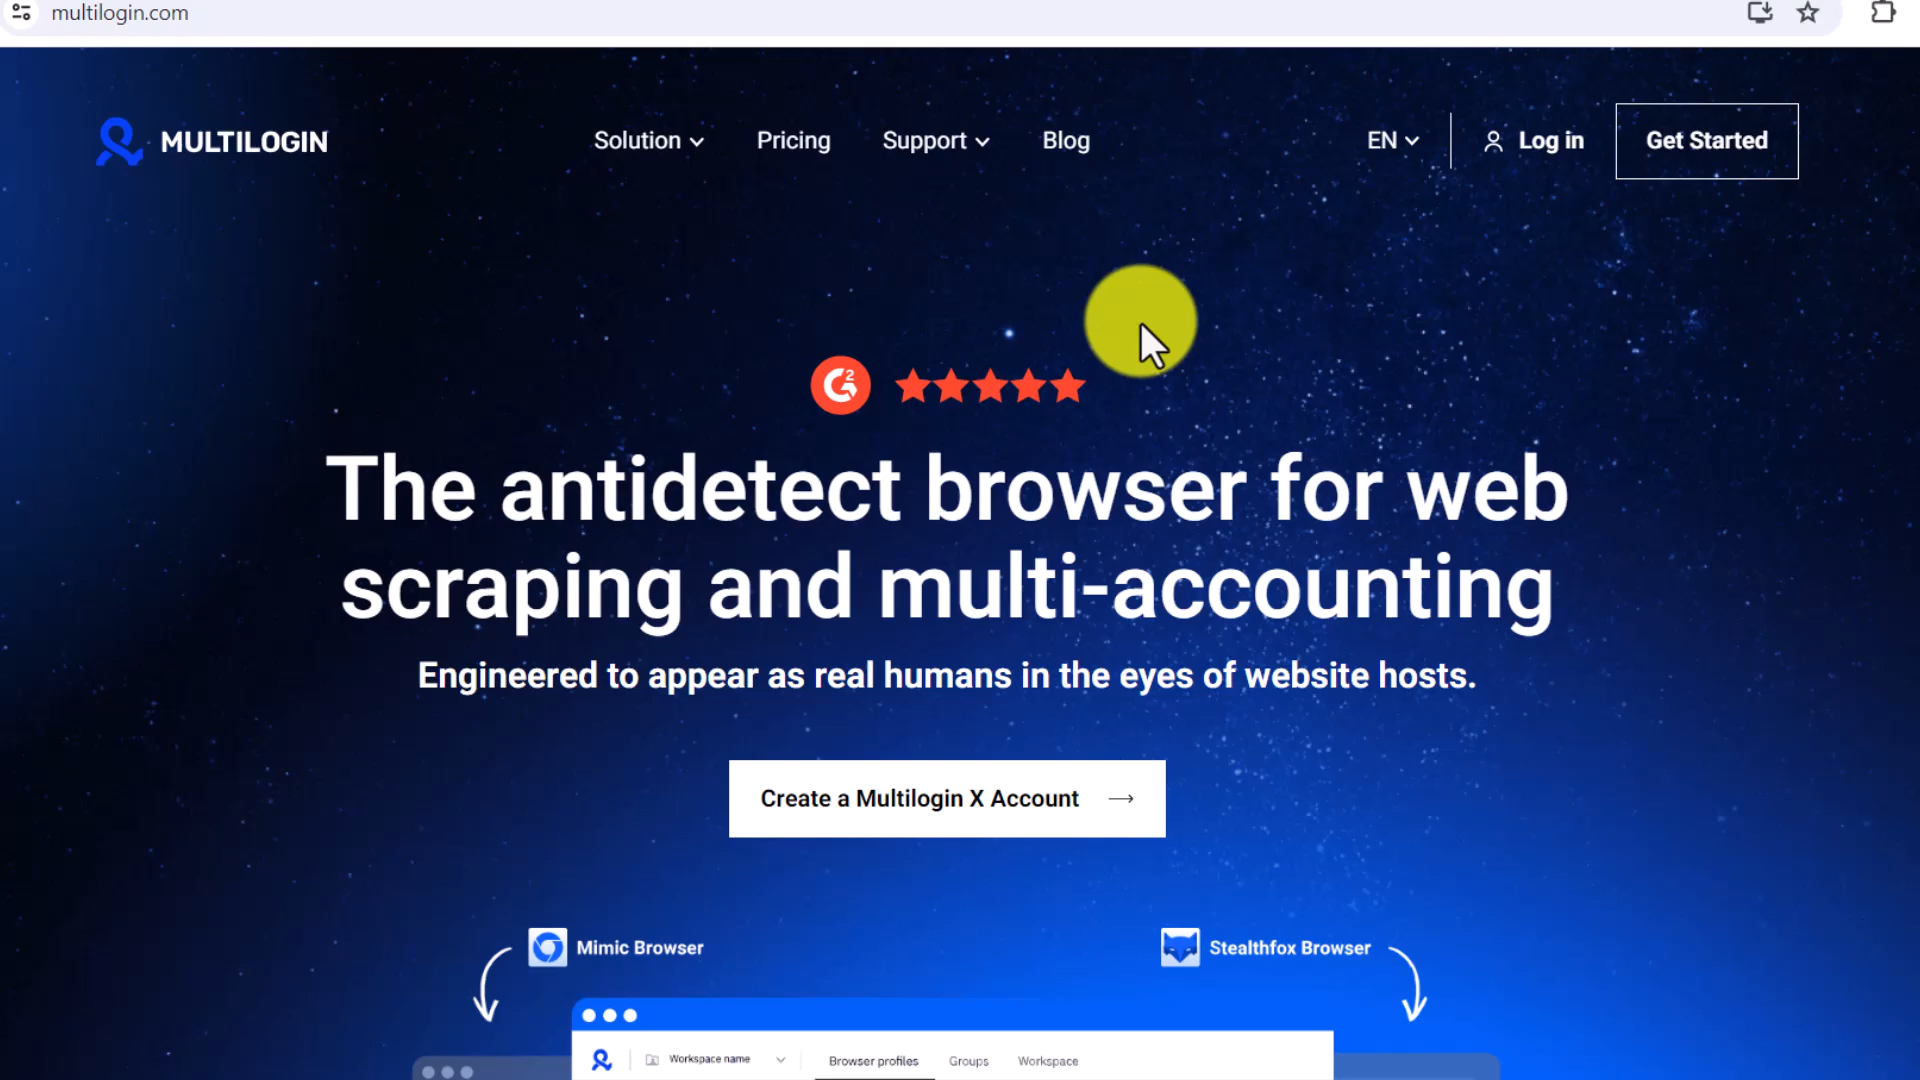 multilogin.com
MULTILOGIN
Solution
Pricing
Support
Blog
EN
Log in
Get Started
G2
The antidetect browser for web
scraping and multi-accounting
Engineered to appear as real humans in the eyes of website hosts.
Create a Multilogin X Account →
Mimic Browser
Stealthfox Browser
Workspace name
Browser profiles
Groups
Workspace